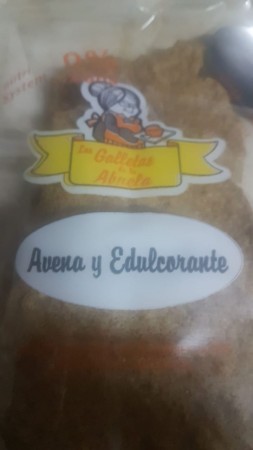 Las Galletas
de la
Abuela
Avena y Edulcorante